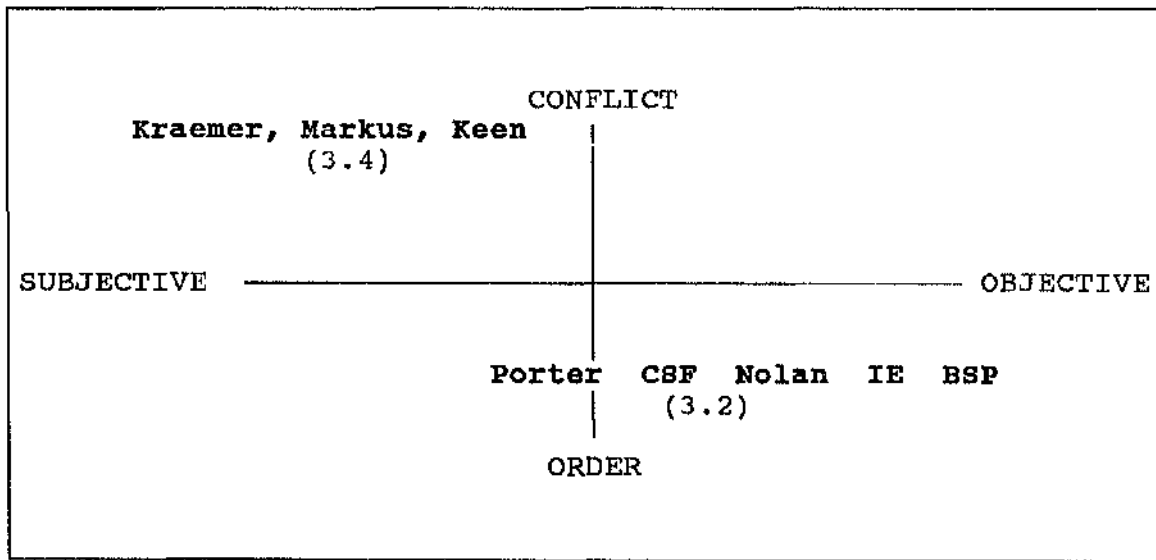 CONFLICT
Kraemer, Markus, Keen
(3.4)
SUBJECTIVE OBJECTIVE
Porter CSF Nolan IE BSP
(3.2)
ORDER